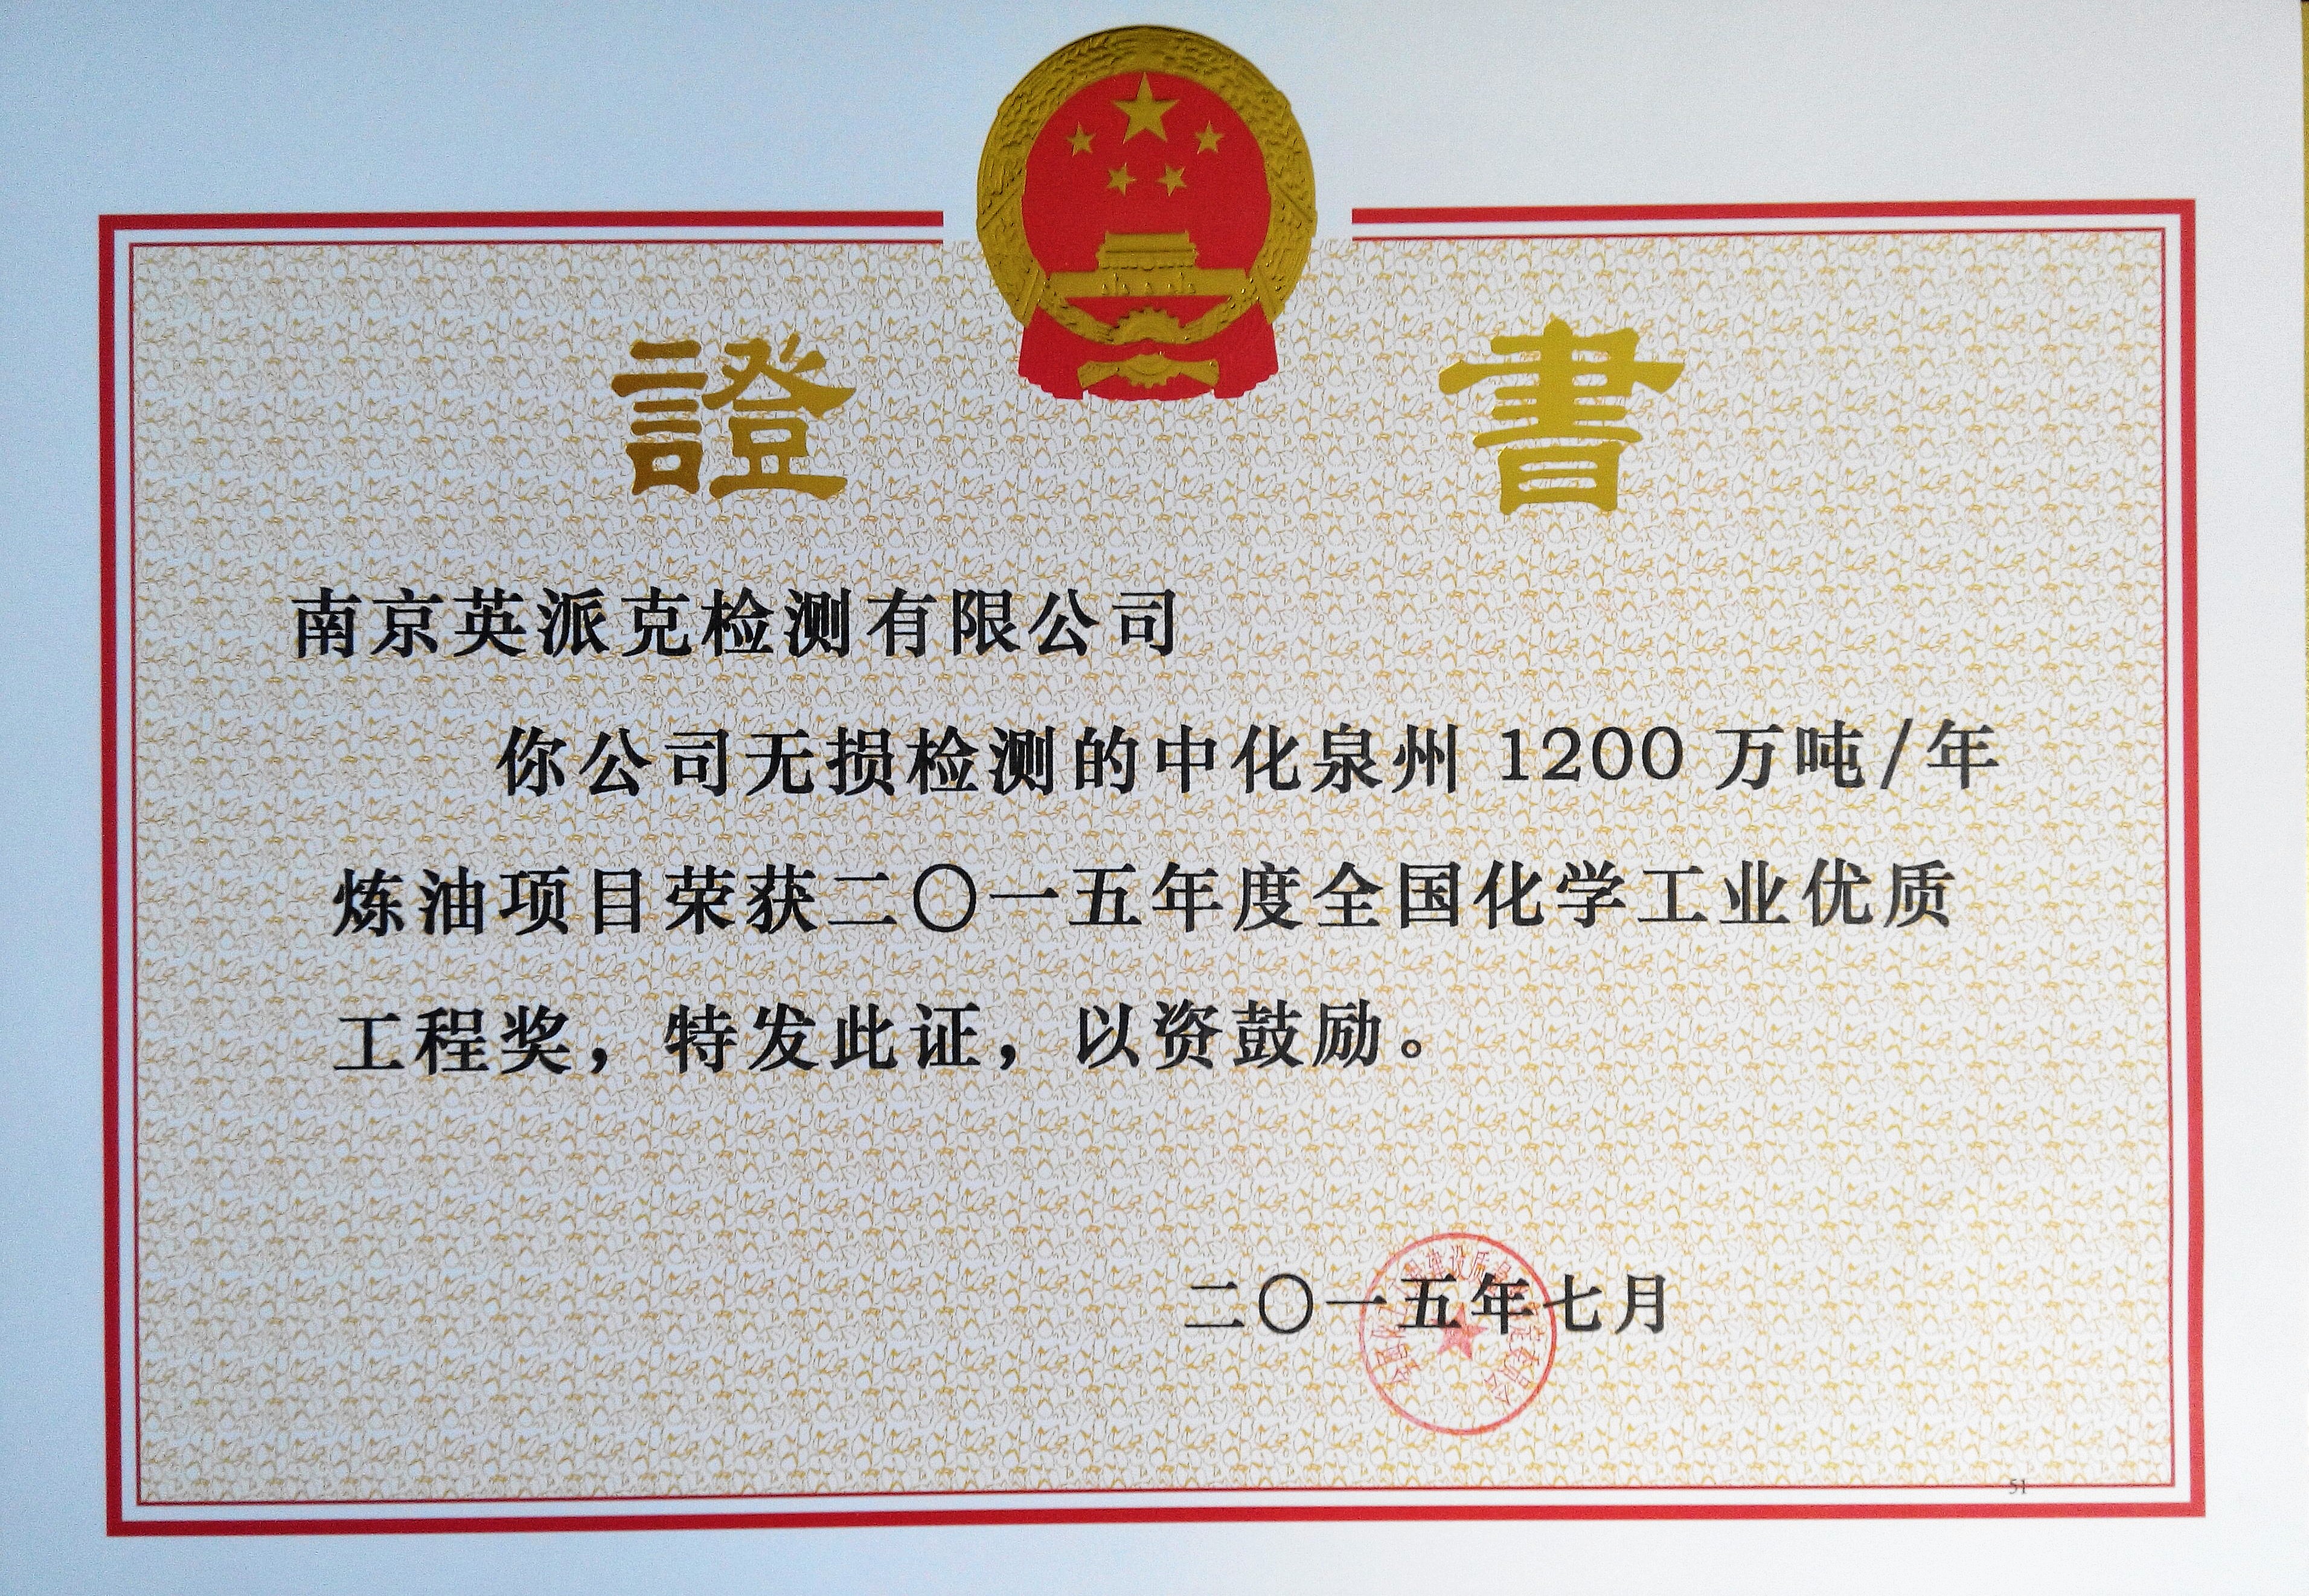 證 書
南京英派克检测有限公司
你公司无损检测的中化泉州 1200 万吨/年
炼油项目荣获二〇一五年度全国化学工业优质
工程奖，特发此证，以资鼓励。
二〇一五年七月
51